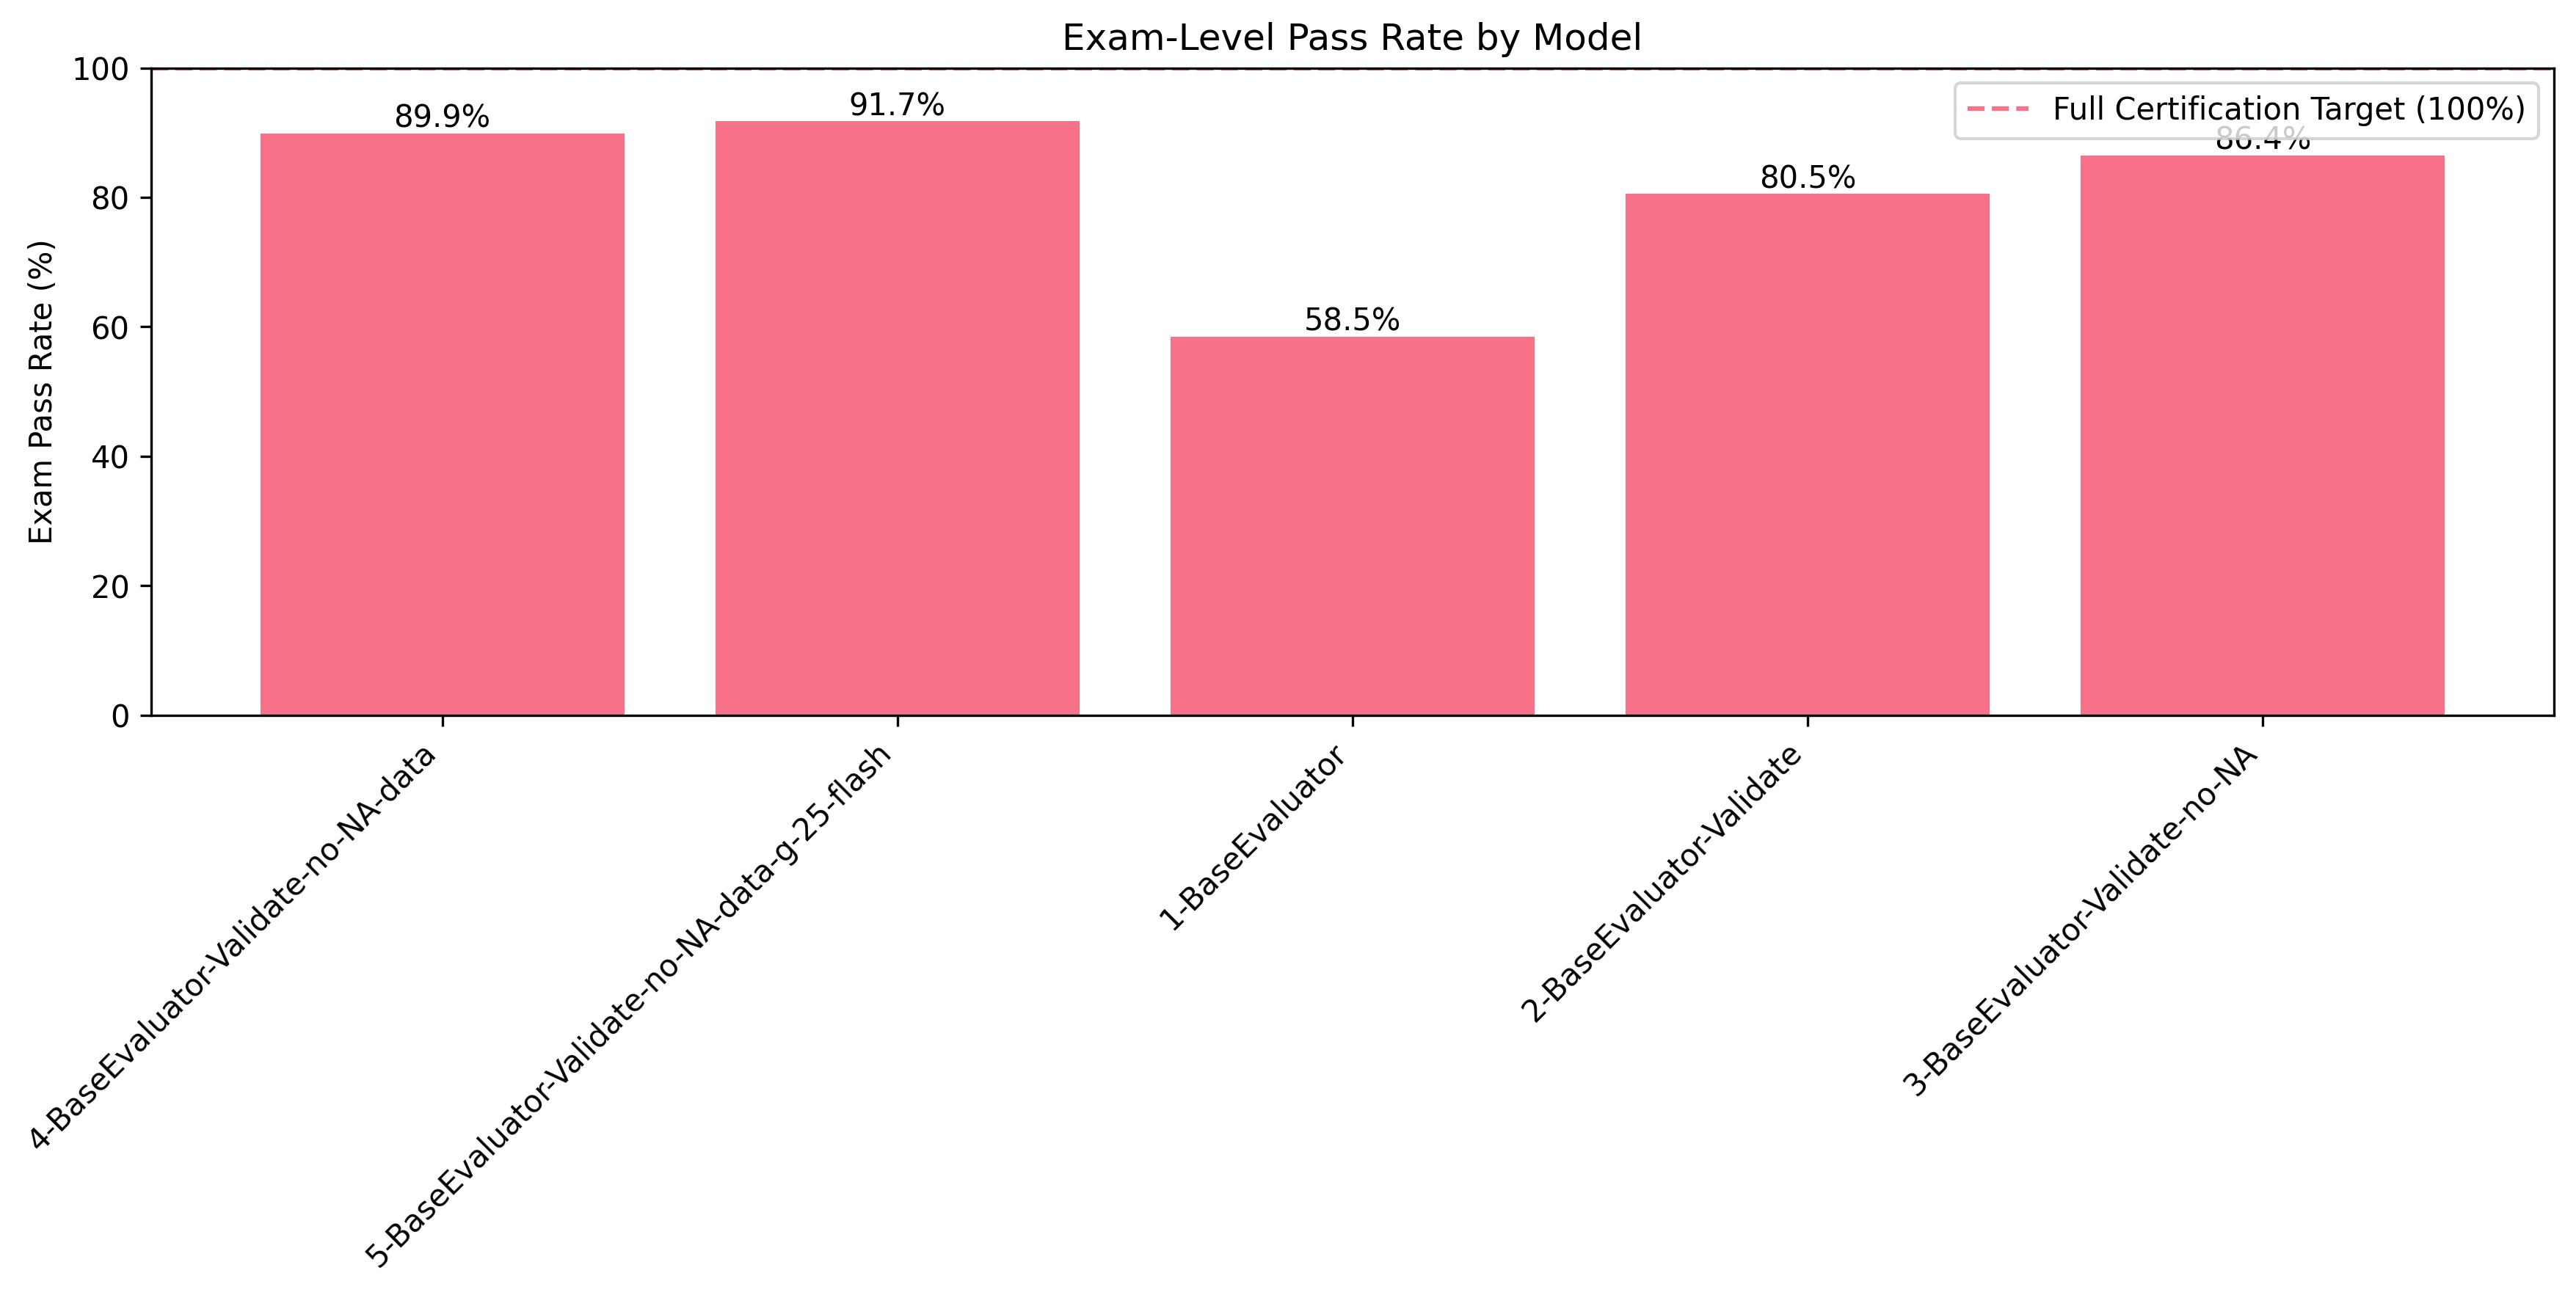 Exam-Level Pass Rate by Model
Full Certification Target (100%)
Exam Pass Rate (%)
100
80
60
40
20
0
89.9%
91.7%
58.5%
80.5%
86.4%
4-BaseEvaluator-Validate-no-NA-data
5-BaseEvaluator-Validate-no-NA-data-g-25-flash
1-BaseEvaluator
2-BaseEvaluator-Validate
3-BaseEvaluator-Validate-no-NA